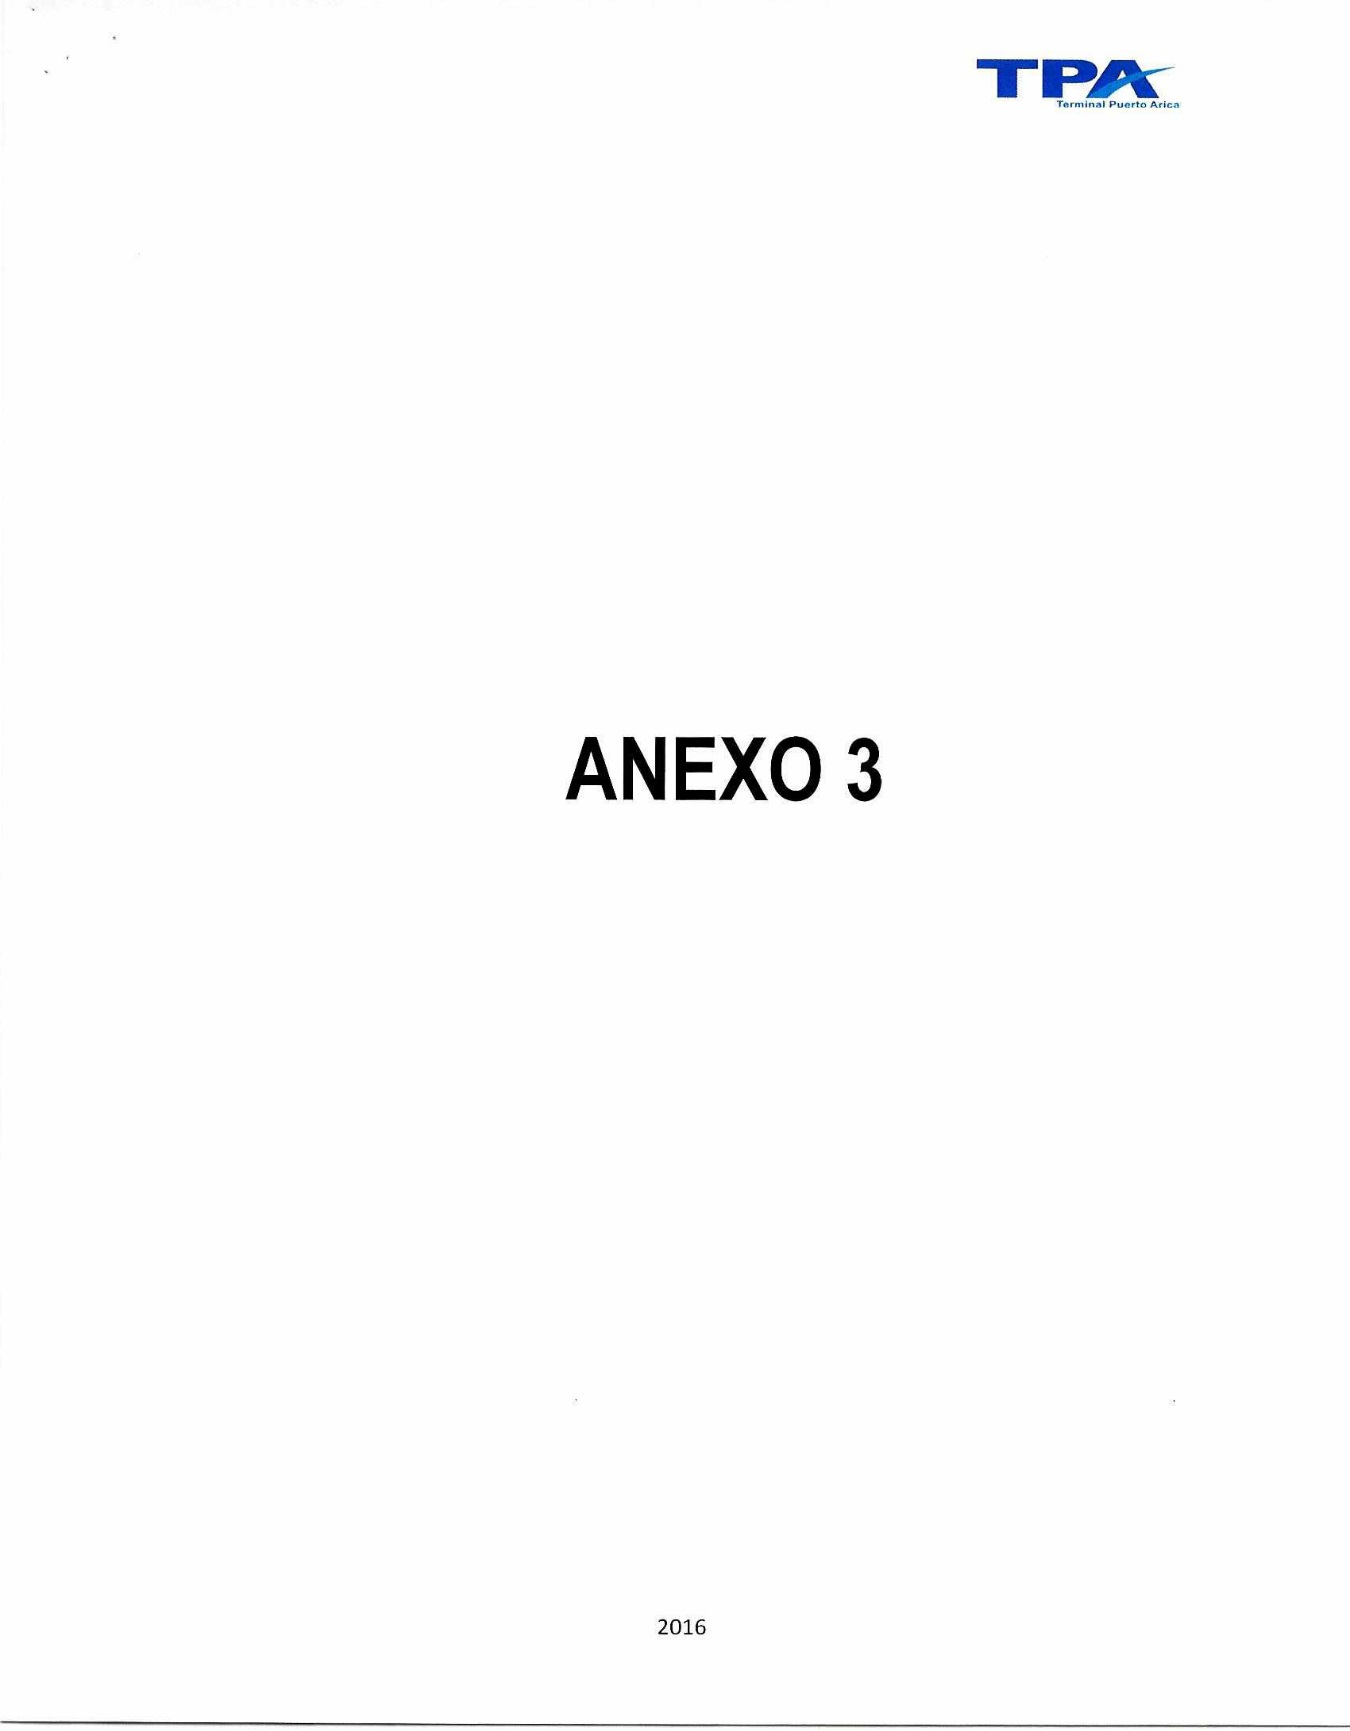 TPA
Terminal Puerto Arica
ANEXO 3
2016